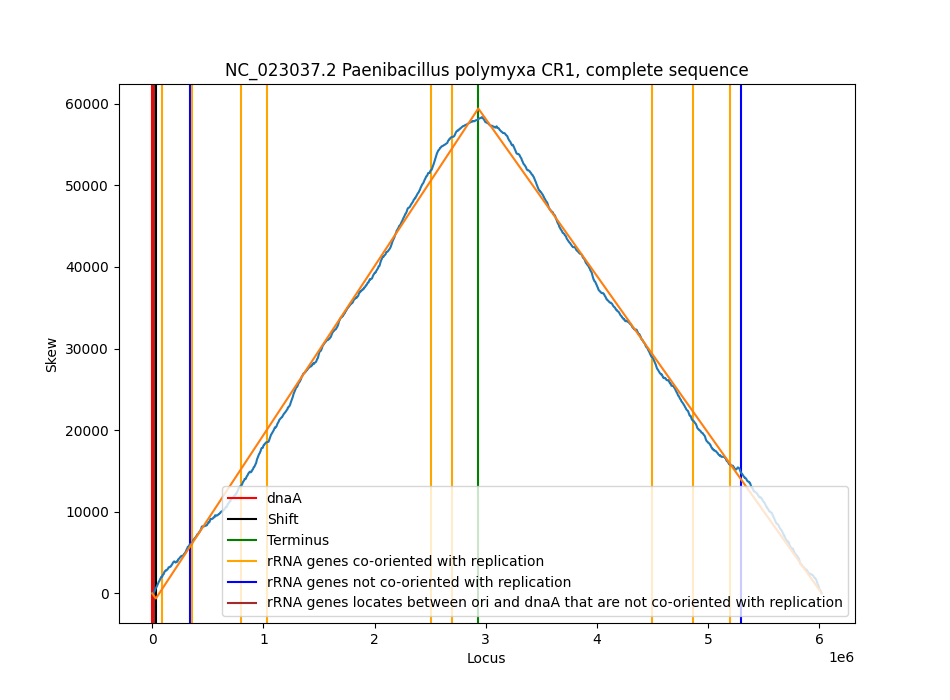 NC_023037.2 Paenibacillus polymyxa CR1, complete sequence
60000
50000
40000
30000
20000
10000
0
Skew
dnaA
Shift
Terminus
rRNA genes co-oriented with replication
rRNA genes not co-oriented with replication
rRNA genes locates between ori and dnaA that are not co-oriented with replication
0 1 2 3 4 5 6
Locus
1e6